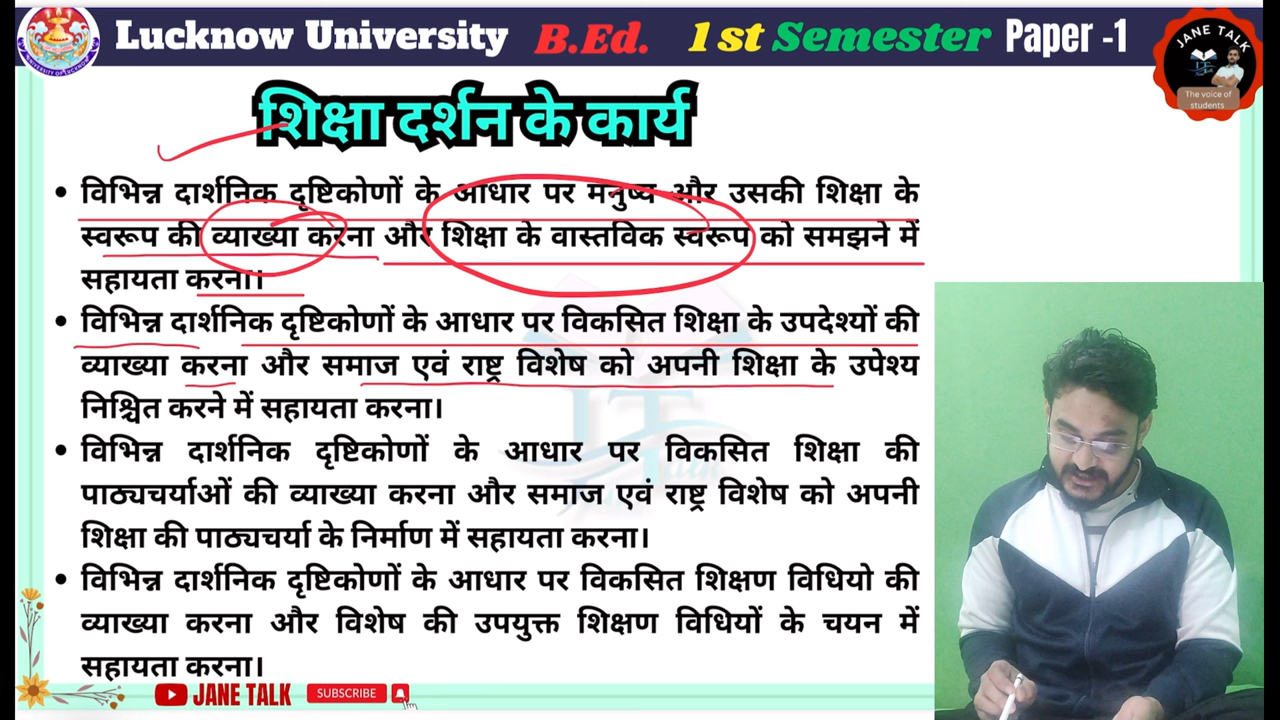 Lucknow University B.Ed. 1st Semester Paper -1
JANE TALK
The voice of
students
शिक्षा दर्शन के कार्य
• विभिन्न दार्शनिक दृष्टिकोणों के आधार पर मनुष्य और उसकी शिक्षा के
स्वरूप की व्याख्या करना और शिक्षा के वास्तविक स्वरूप को समझने में
सहायता करना।
• विभिन्न दार्शनिक दृष्टिकोणों के आधार पर विकसित शिक्षा के उपदेश्यों की
व्याख्या करना और समाज एवं राष्ट्र विशेष को अपनी शिक्षा के उपेश्य
निश्चित करने में सहायता करना।
• विभिन्न दार्शनिक दृष्टिकोणों के आधार पर विकसित शिक्षा की
पाठ्यचर्याओं की व्याख्या करना और समाज एवं राष्ट्र विशेष को अपनी
शिक्षा की पाठ्यचर्या के निर्माण में सहायता करना।
• विभिन्न दार्शनिक दृष्टिकोणों के आधार पर विकसित शिक्षण विधियो की
व्याख्या करना और विशेष की उपयुक्त शिक्षण विधियों के चयन में
सहायता करना।
JANE TALK SUBSCRIBE